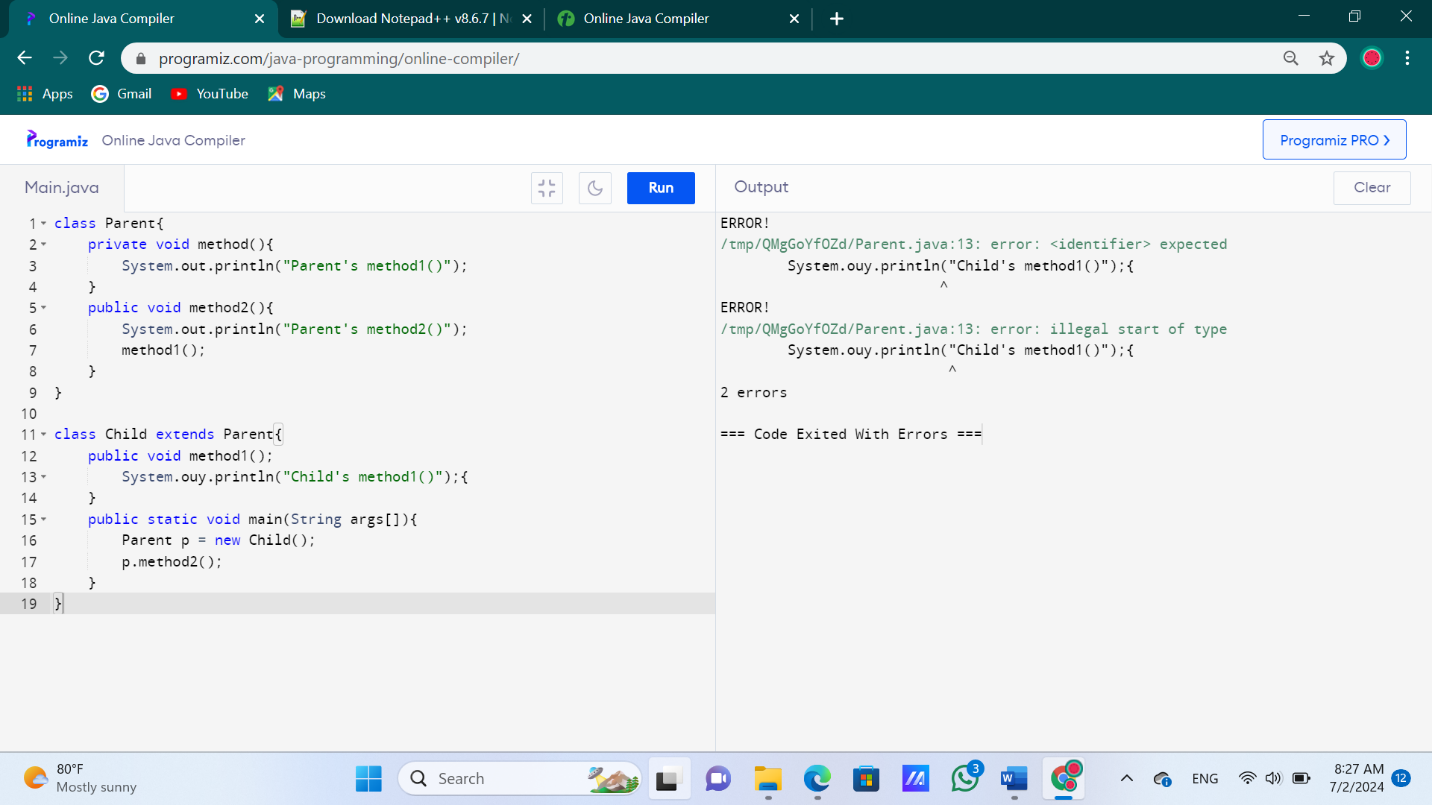 Online Java Compiler
Download Notepad++ v8.6.7 | N
Online Java Compiler
programiz.com/java-programming/online-compiler/
Apps Gmail YouTube Maps
Programiz Online Java Compiler Programiz PRO
Main.java Run Output Clear
1 class Parent{
2 private void method(){
3 System.out.println("Parent's method1()");
4 }
5 public void method2(){
6 System.out.println("Parent's method2()");
7 method1();
8 }
9 }
10
11 class Child extends Parent{
12 public void method1();
13 System.ouy.println("Child's method1()");{
14 }
15 public static void main(String args[]){
16 Parent p = new Child();
17 p.method2();
18 }
19 }
ERROR!
/tmp/QMgGoYfOZd/Parent.java:13: error: <identifier> expected
System.ouy.println("Child's method1()");{
^
ERROR!
/tmp/QMgGoYfOZd/Parent.java:13: error: illegal start of type
System.ouy.println("Child's method1()");{
^
2 errors
=== Code Exited With Errors ===
80°F
Mostly sunny
Search
3
ENG
8:27 AM
7/2/2024
12